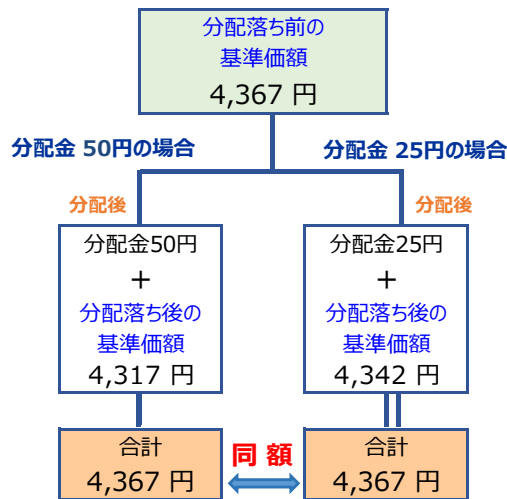 分配落ち前の
基準価額
4,367 円
分配金 50円の場合
分配金 25円の場合
分配後
分配後
分配金50円
+
分配落ち後の
基準価額
4,317 円
分配金25円
+
分配落ち後の
基準価額
4,342 円
合計
4,367 円
同 額
合計
4,367 円